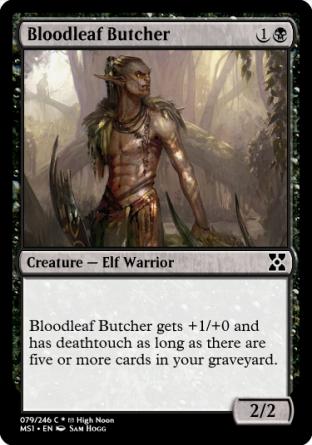 Bloodleaf Butcher 1
Creature — Elf Warrior
Bloodleaf Butcher gets +1/+0 and
has deathtouch as long as there are
five or more cards in your graveyard.
2/2
079/246 C * High Noon
MS1 • EN Sam Hogg